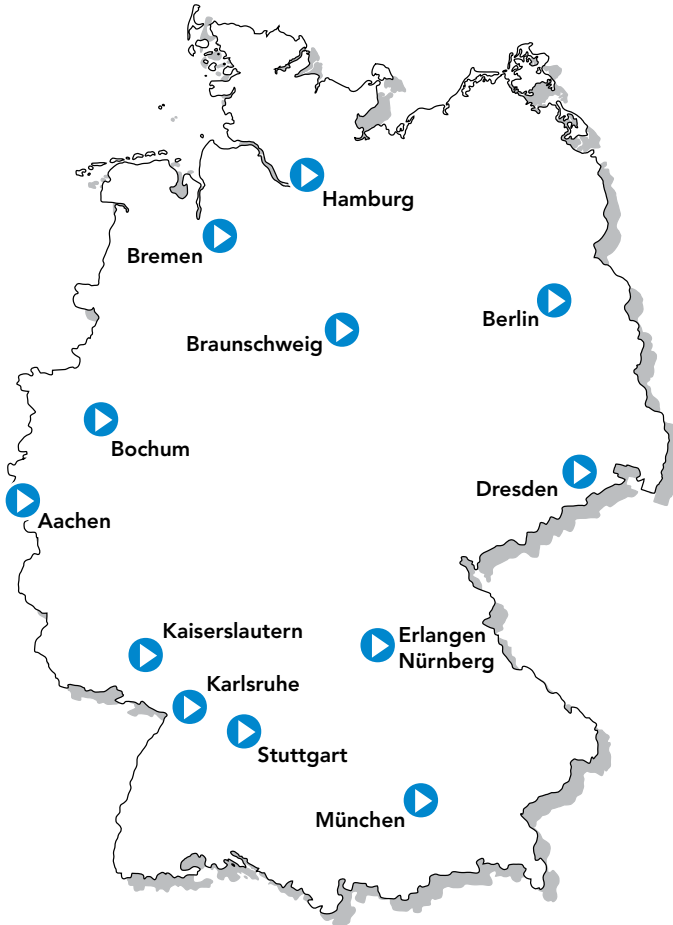 Hamburg
Bremen
Berlin
Braunschweig
Bochum
Dresden
Aachen
Kaiserslautern
Erlangen
Nürnberg
Karlsruhe
Stuttgart
München